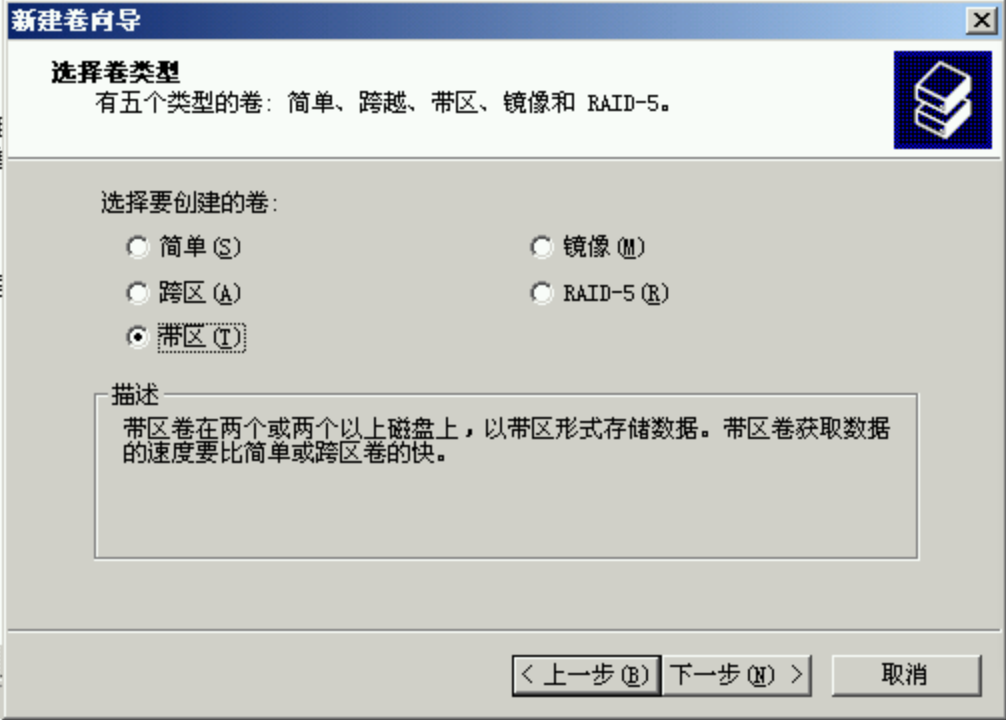 新建卷向导
选择卷类型
有五个类型的卷: 简单、跨越、带区、镜像和 RAID-5。
选择要创建的卷:
简单(S)
镜像(M)
跨区(A)
RAID-5(R)
带区(T)
描述
带区卷在两个或两个以上磁盘上，以带区形式存储数据。带区卷获取数据
的速度要比简单或跨区卷的快。
< 上一步(B)
下一步(N) >
取消